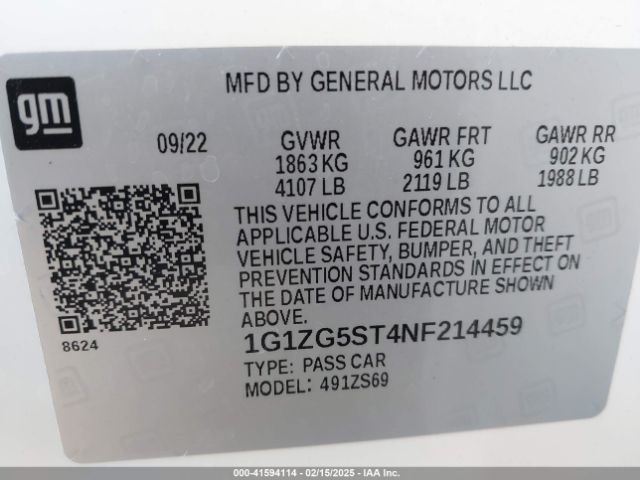 gm
MFD BY GENERAL MOTORS LLC
09/22 GVWR GAWR FRT GAWR RR
1863 KG 961 KG 902 KG
4107 LB 2119 LB 1988 LB
THIS VEHICLE CONFORMS TO ALL
APPLICABLE U.S. FEDERAL MOTOR
VEHICLE SAFETY, BUMPER, AND THEFT
PREVENTION STANDARDS IN EFFECT ON
THE DATE OF MANUFACTURE SHOWN
ABOVE.
8624
1G1ZG5ST4NF214459
TYPE: PASS CAR
MODEL: 491ZS69
000-41594114 - 02/15/2025 - IAA Inc.